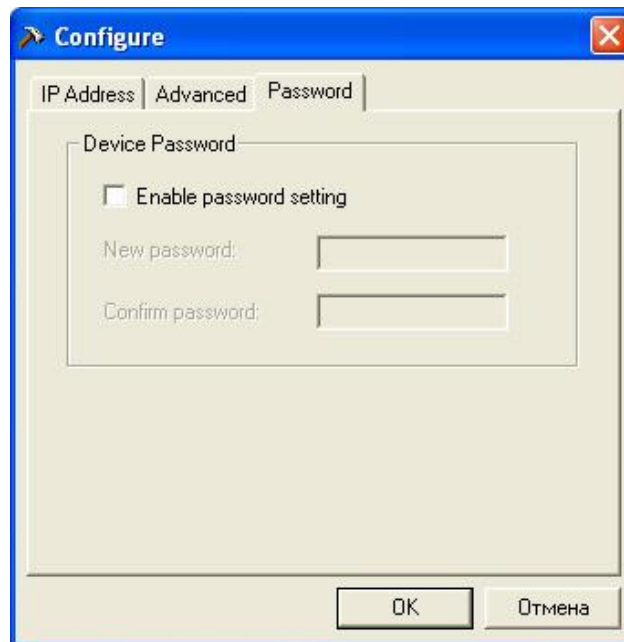 Configure
IP Address Advanced Password
Device Password
Enable password setting
New password:
Confirm password:
OK Отмена